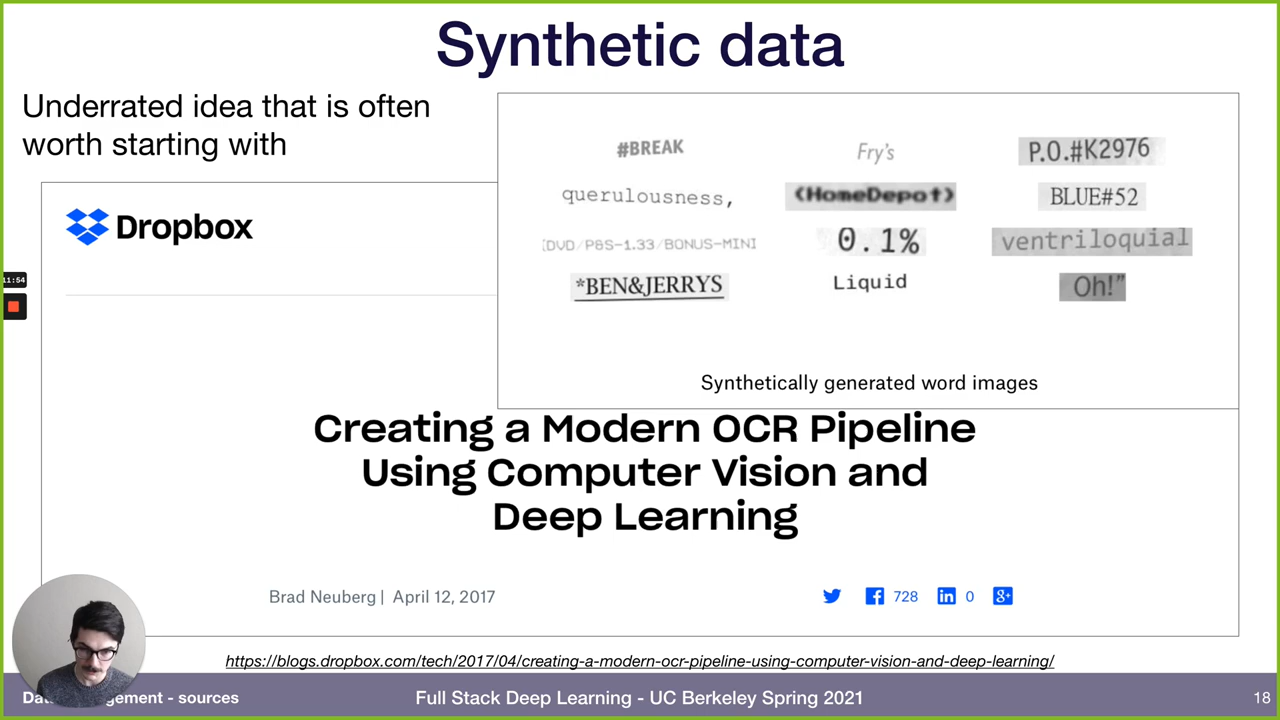 Synthetic data
Underrated idea that is often
worth starting with
Dropbox
#BREAK
Fry's
P.O.#K2976
querulousness,
(HomeDepot)
BLUE#52
0.1%
ventriloquial
*BEN&JERRYS
Liquid
Oh!"
Synthetically generated word images
11:54
Creating a Modern OCR Pipeline
Using Computer Vision and
Deep Learning
Brad Neuberg | April 12, 2017
728
0
https://blogs.dropbox.com/tech/2017/04/creating-a-modern-ocr-pipeline-using-computer-vision-and-deep-learning/
- sources
Full Stack Deep Learning - UC Berkeley Spring 2021
18